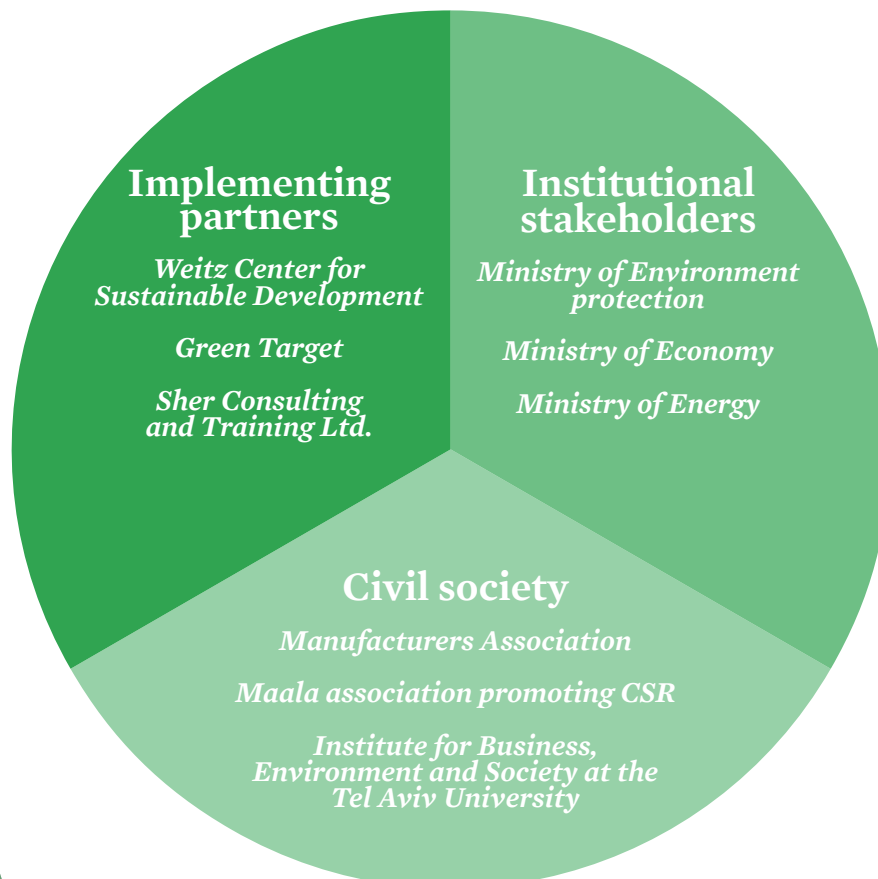 Implementing
partners
Weitz Center for
Sustainable Development
Green Target
Sher Consulting
and Training Ltd.
Institutional
stakeholders
Ministry of Environment
protection
Ministry of Economy
Ministry of Energy
Civil society
Manufacturers Association
Maala association promoting CSR
Institute for Business,
Environment and Society at the
Tel Aviv University